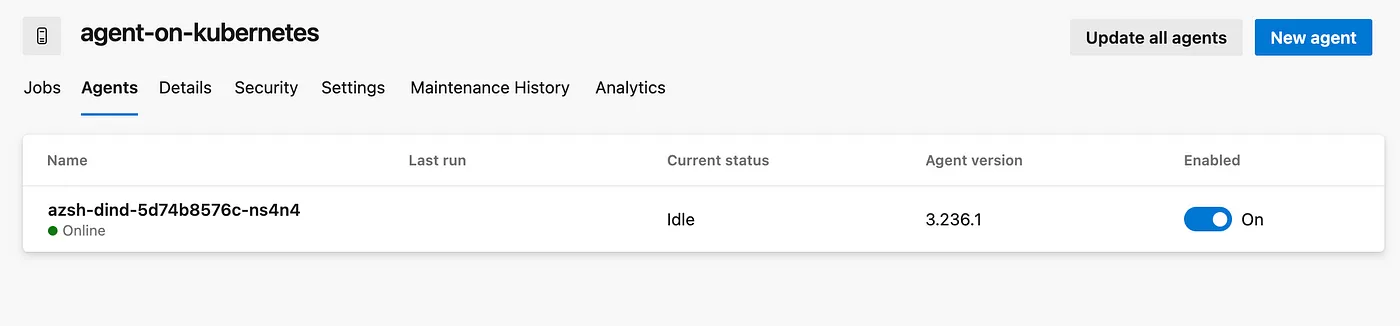 agent-on-kubernetes
Update all agents
New agent
Jobs Agents Details Security Settings Maintenance History Analytics
Name Last run Current status Agent version Enabled
azsh-dind-5d74b8576c-ns4n4
Online
Idle
3.236.1
On